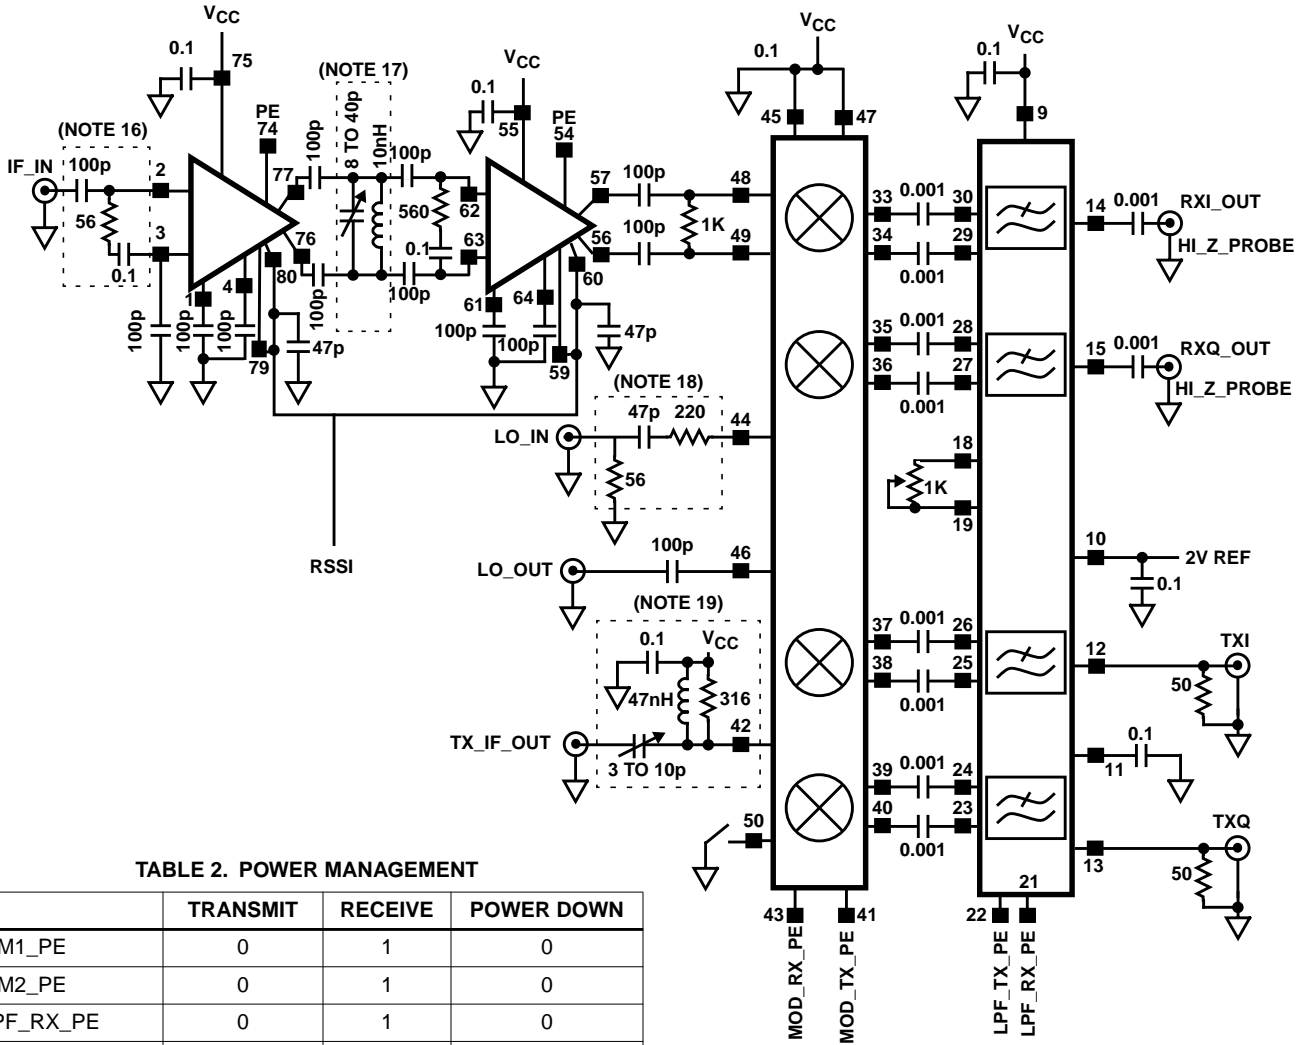 VCC
0.1
75
(NOTE 17)
PE
74
(NOTE 16)
IF_IN
100p
2
56
3
0.1
77
100p
8 TO 40p
10nH
100p
76
80
1
4
100p
100p
100p
79
47p
100p
100p
560
0.1
VCC
0.1
55
PE
54
62
63
57
56
60
61
64
100p
100p
59
47p
100p
100p
1K
48
49
RSSI
(NOTE 18)
LO_IN
47p
220
44
56
LO_OUT
100p
46
(NOTE 19)
0.1
VCC
47nH
316
42
TX_IF_OUT
3 TO 10p
50
VCC
0.1
45
47
33
0.001
30
34
29
0.001
35
0.001
28
36
27
0.001
18
1K
19
37
0.001
26
38
25
0.001
39
0.001
24
40
23
0.001
43
41
MOD_RX_PE
MOD_TX_PE
VCC
0.1
9
14
0.001
RXI_OUT
HI_Z_PROBE
15
0.001
RXQ_OUT
HI_Z_PROBE
10
2V REF
0.1
12
TXI
50
11
0.1
13
TXQ
50
21
22
LPF_TX_PE
LPF_RX_PE
TABLE 2. POWER MANAGEMENT
TRANSMIT RECEIVE POWER DOWN
M1_PE 0 1 0
M2_PE 0 1 0
PF_RX_PE 0 1 0